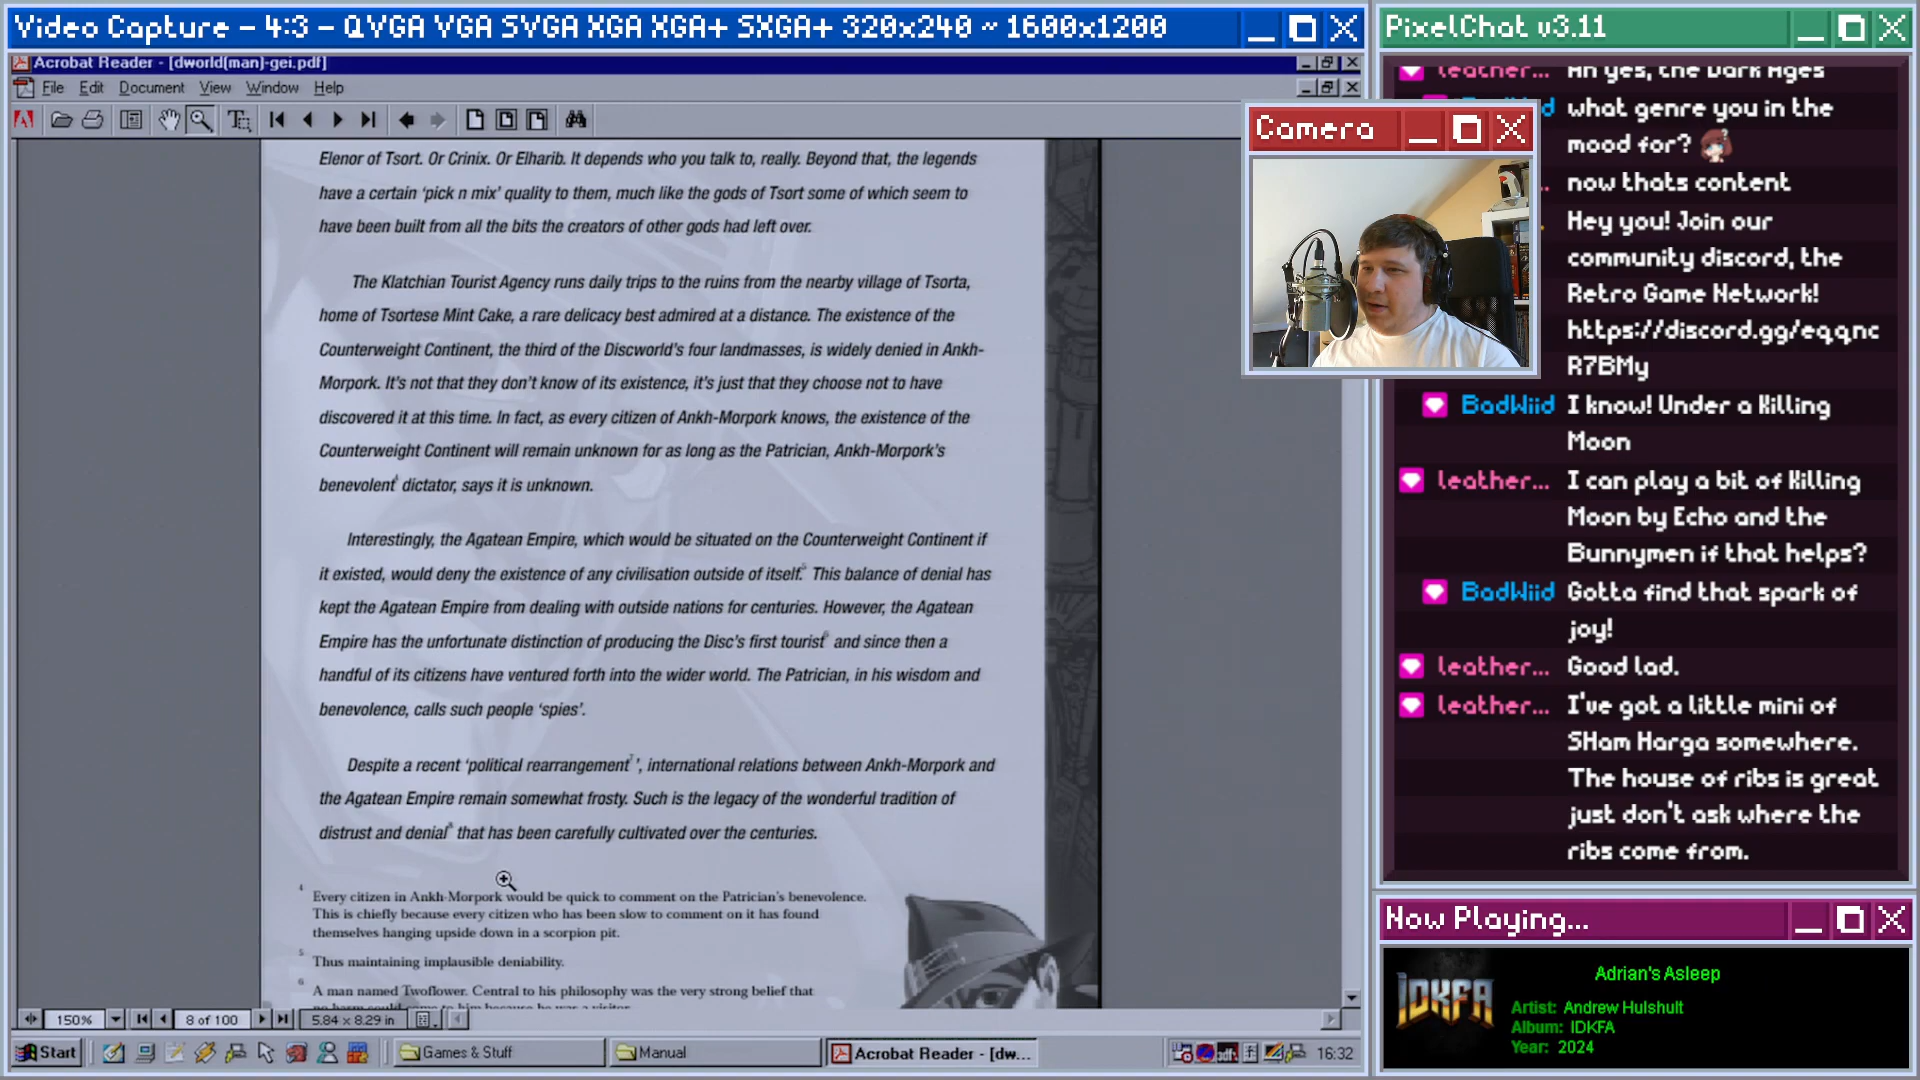 Video Capture - 4:3 - QVGA VGA SVGA XGA XGA+ SXGA+ 320x240 ~ 1600x1200
Acrobat Reader - [dworld(man)-gei.pdf]
File Edit Document View Window Help
Elenor of Tsort. Or Crinix. Or Elharib. It depends who you talk to, really. Beyond that, the legends
have a certain ‘pick n mix’ quality to them, much like the gods of Tsort some of which seem to
have been built from all the bits the creators of other gods had left over.
The Klatchian Tourist Agency runs daily trips to the ruins from the nearby village of Tsorta,
home of Tsortese Mint Cake, a rare delicacy best admired at a distance. The existence of the
Counterweight Continent, the third of the Discworld’s four landmasses, is widely denied in Ankh-
Morpork. It’s not that they don’t know of its existence, it’s just that they choose not to have
discovered it at this time. In fact, as every citizen of Ankh-Morpork knows, the existence of the
Counterweight Continent will remain unknown for as long as the Patrician, Ankh-Morpork’s
benevolent4 dictator, says it is unknown.
Interestingly, the Agatean Empire, which would be situated on the Counterweight Continent if
it existed, would deny the existence of any civilisation outside of itself.5 This balance of denial has
kept the Agatean Empire from dealing with outside nations for centuries. However, the Agatean
Empire has the unfortunate distinction of producing the Disc’s first tourist6 and since then a
handful of its citizens have ventured forth into the wider world. The Patrician, in his wisdom and
benevolence, calls such people ‘spies’.
Despite a recent ‘political rearrangement7’, international relations between Ankh-Morpork and
the Agatean Empire remain somewhat frosty. Such is the legacy of the wonderful tradition of
distrust and denial8 that has been carefully cultivated over the centuries.
4 Every citizen in Ankh-Morpork would be quick to comment on the Patrician’s benevolence.
This is chiefly because every citizen who has been slow to comment on it has found
themselves hanging upside down in a scorpion pit.
5 Thus maintaining implausible deniability.
6 A man named Twoflower. Central to his philosophy was the very strong belief that
150% 8 of 100 5.84 x 8.29 in
Start Games & Stuff Manual Acrobat Reader - [dw... 16:32
Camera
PixelChat v3.11
leather... Ah yes, the Dark Ages
what genre you in the
mood for?
now thats content
Hey you! Join our
community discord, the
Retro Game Network!
https://discord.gg/eqqnc
R7BMy
BadWiid I know! Under a Killing
Moon
leather... I can play a bit of Killing
Moon by Echo and the
Bunnymen if that helps?
BadWiid Gotta find that spark of
joy!
leather... Good lad.
leather... I've got a little mini of
SHam Harga somewhere.
The house of ribs is great
just don't ask where the
ribs come from.
Now Playing...
IDKFA
Adrian's Asleep
Artist: Andrew Hulshult
Album: IDKFA
Year: 2024